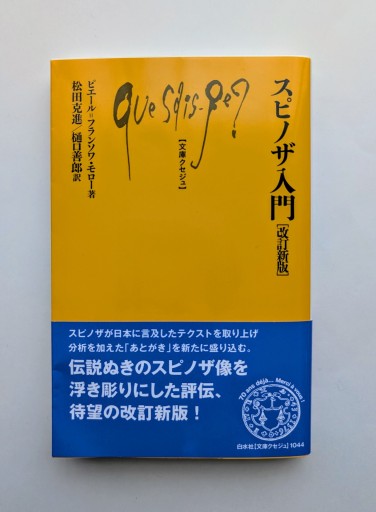 スピノザ入門[改訂新版]
Que sais-je?
【文庫クセジュ】
ピエール=フランソワ・モロー著
松田克進/樋口善郎訳
スピノザが日本に言及したテクストを取り上げ
分析を加えた「あとがき」を新たに盛り込む。
伝説ぬきのスピノザ像を
浮き彫りにした評伝、
待望の改訂新版!
70 ans déjà... Merci à vous!
白水社【文庫クセジュ】1044